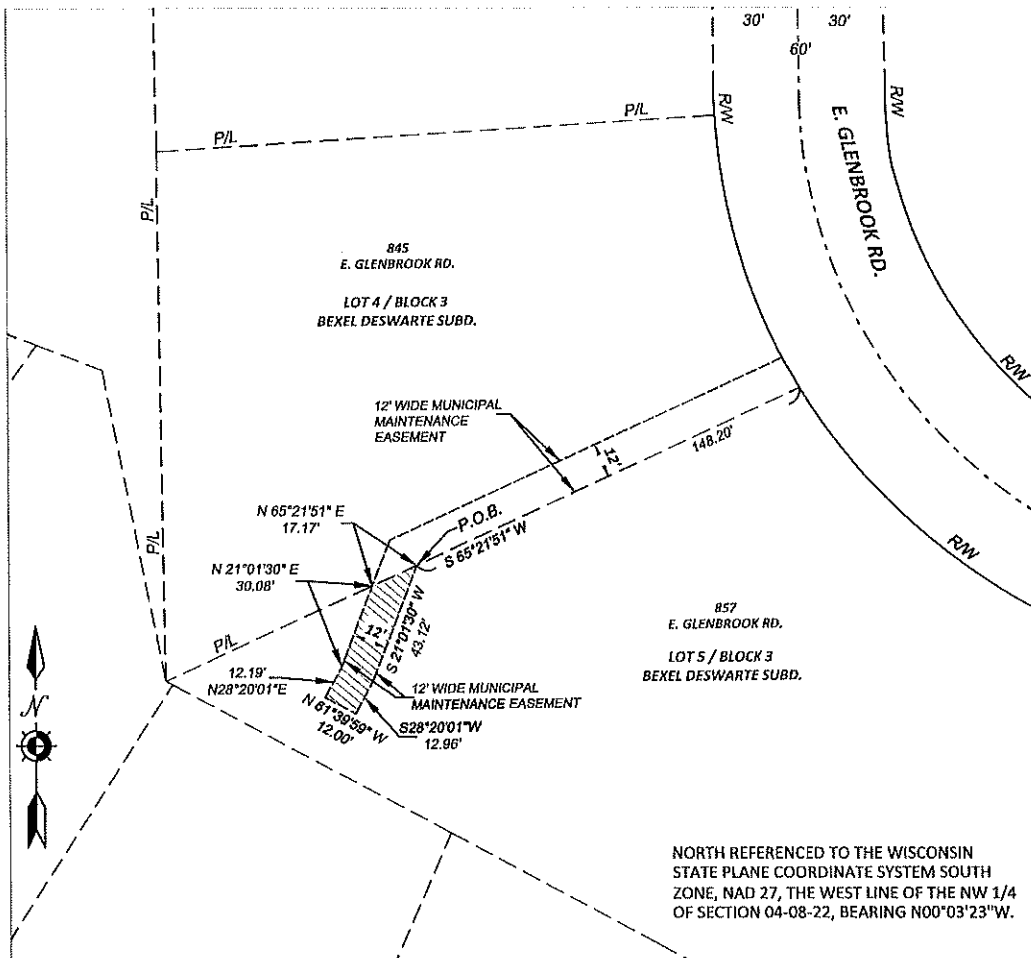 30'
30'
60'
R/W
R/W
E. GLENBROOK RD.
P/L
P/L
P/L
845
E. GLENBROOK RD.
LOT 4 / BLOCK 3
BEXEL DESWARTE SUBD.
R/W
12' WIDE MUNICIPAL
MAINTENANCE
EASEMENT
12'
148.20'
N 65°21'51" E
17.17'
P.O.B.
S 65°21'51" W
R/W
P/L
N 21°01'30" E
30.08'
12'
S 21°01'30" W
43.12'
857
E. GLENBROOK RD.
LOT 5 / BLOCK 3
BEXEL DESWARTE SUBD.
P/L
12.19'
N28°20'01"E
12' WIDE MUNICIPAL
MAINTENANCE EASEMENT
N 61°39'59" W
12.00'
S28°20'01"W
12.96'
N
NORTH REFERENCED TO THE WISCONSIN
STATE PLANE COORDINATE SYSTEM SOUTH
ZONE, NAD 27, THE WEST LINE OF THE NW 1/4
OF SECTION 04-08-22, BEARING N00°03'23"W.